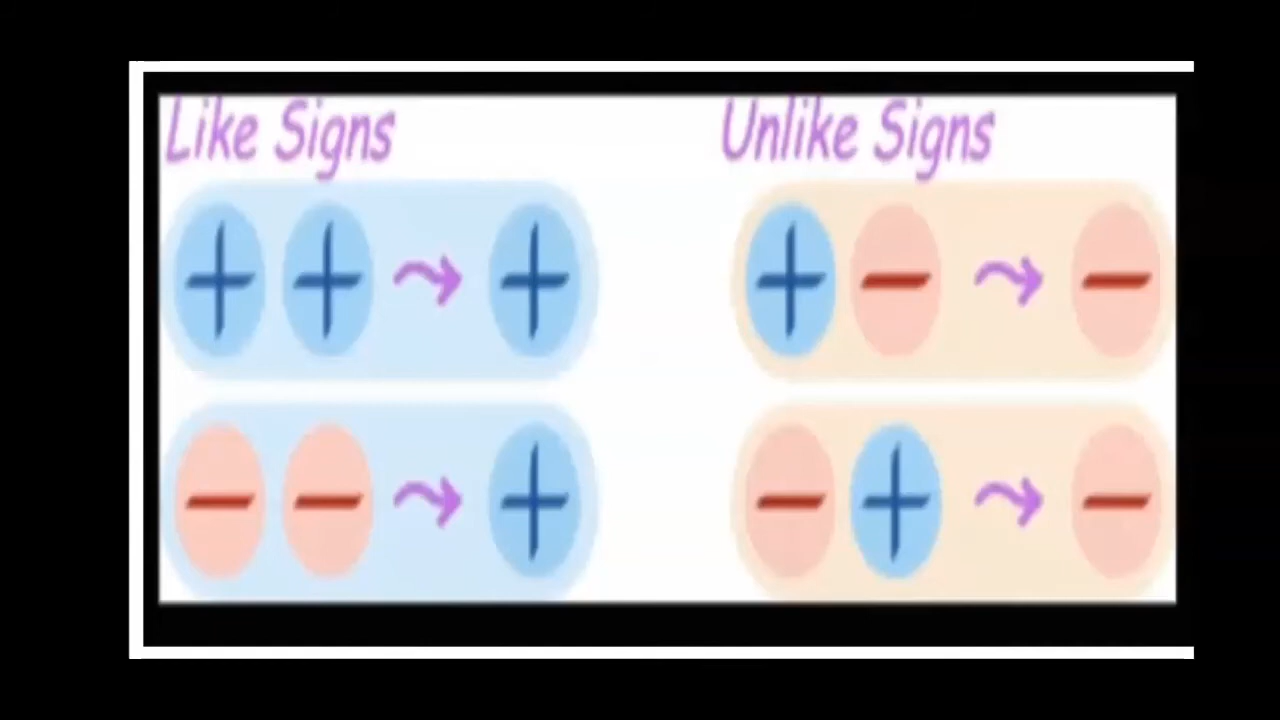 Like Signs Unlike Signs
+ + ⤳ + + - ⤳ -
- - ⤳ + - + ⤳ -